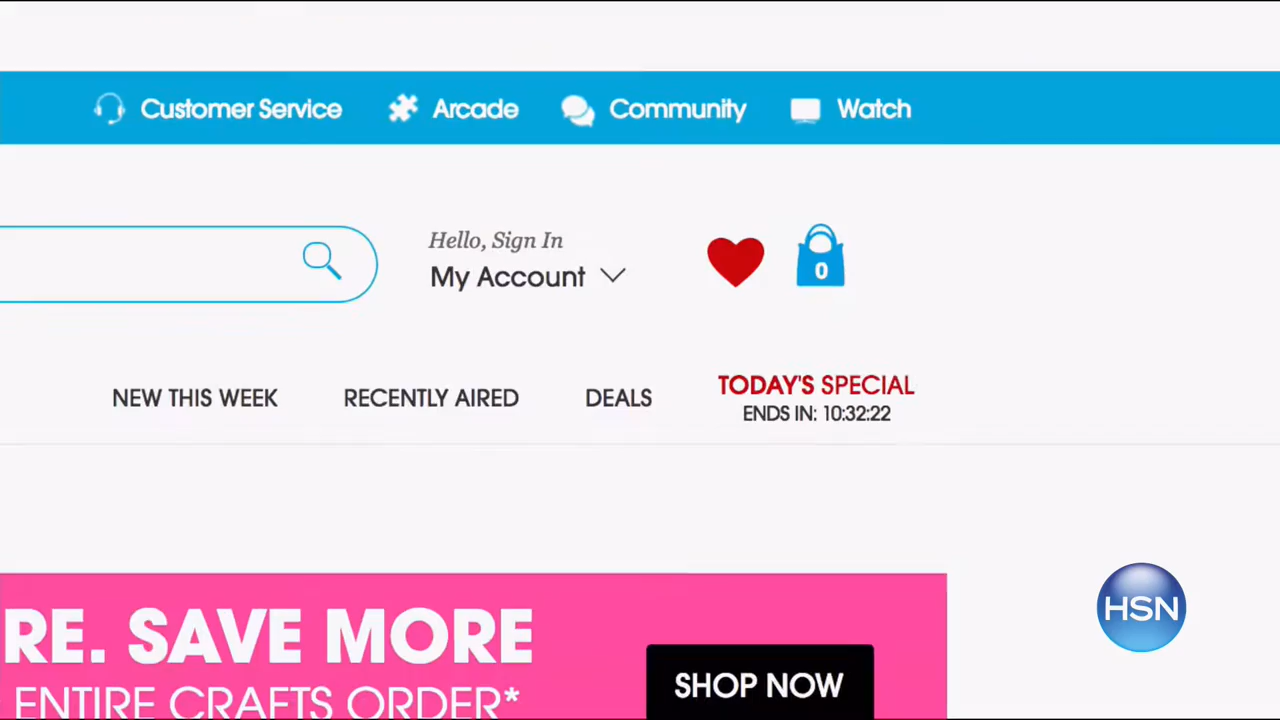 Customer Service Arcade Community Watch
Hello, Sign In
My Account
0
NEW THIS WEEK RECENTLY AIRED DEALS TODAY'S SPECIAL
ENDS IN: 10:32:22
RE. SAVE MORE
ENTIRE CRAFTS ORDER*
SHOP NOW
HSN